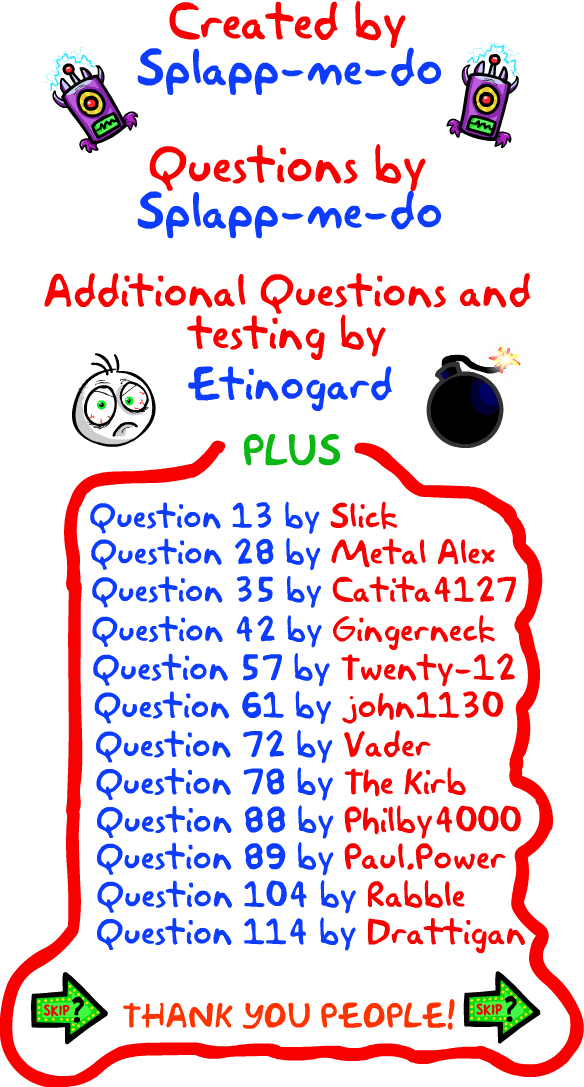 Created by
Splapp-me-do
Questions by
Splapp-me-do
Additional Questions and
testing by
Etinogard
PLUS
Question 13 by Slick
Question 28 by Metal Alex
Question 35 by Catita4127
Question 42 by Gingerneck
Question 57 by Twenty-12
Question 61 by john1130
Question 72 by Vader
Question 78 by The Kirb
Question 88 by Philby4000
Question 89 by Paul.Power
Question 104 by Rabble
Question 114 by Drattigan
SKIP?
THANK YOU PEOPLE!
SKIP?